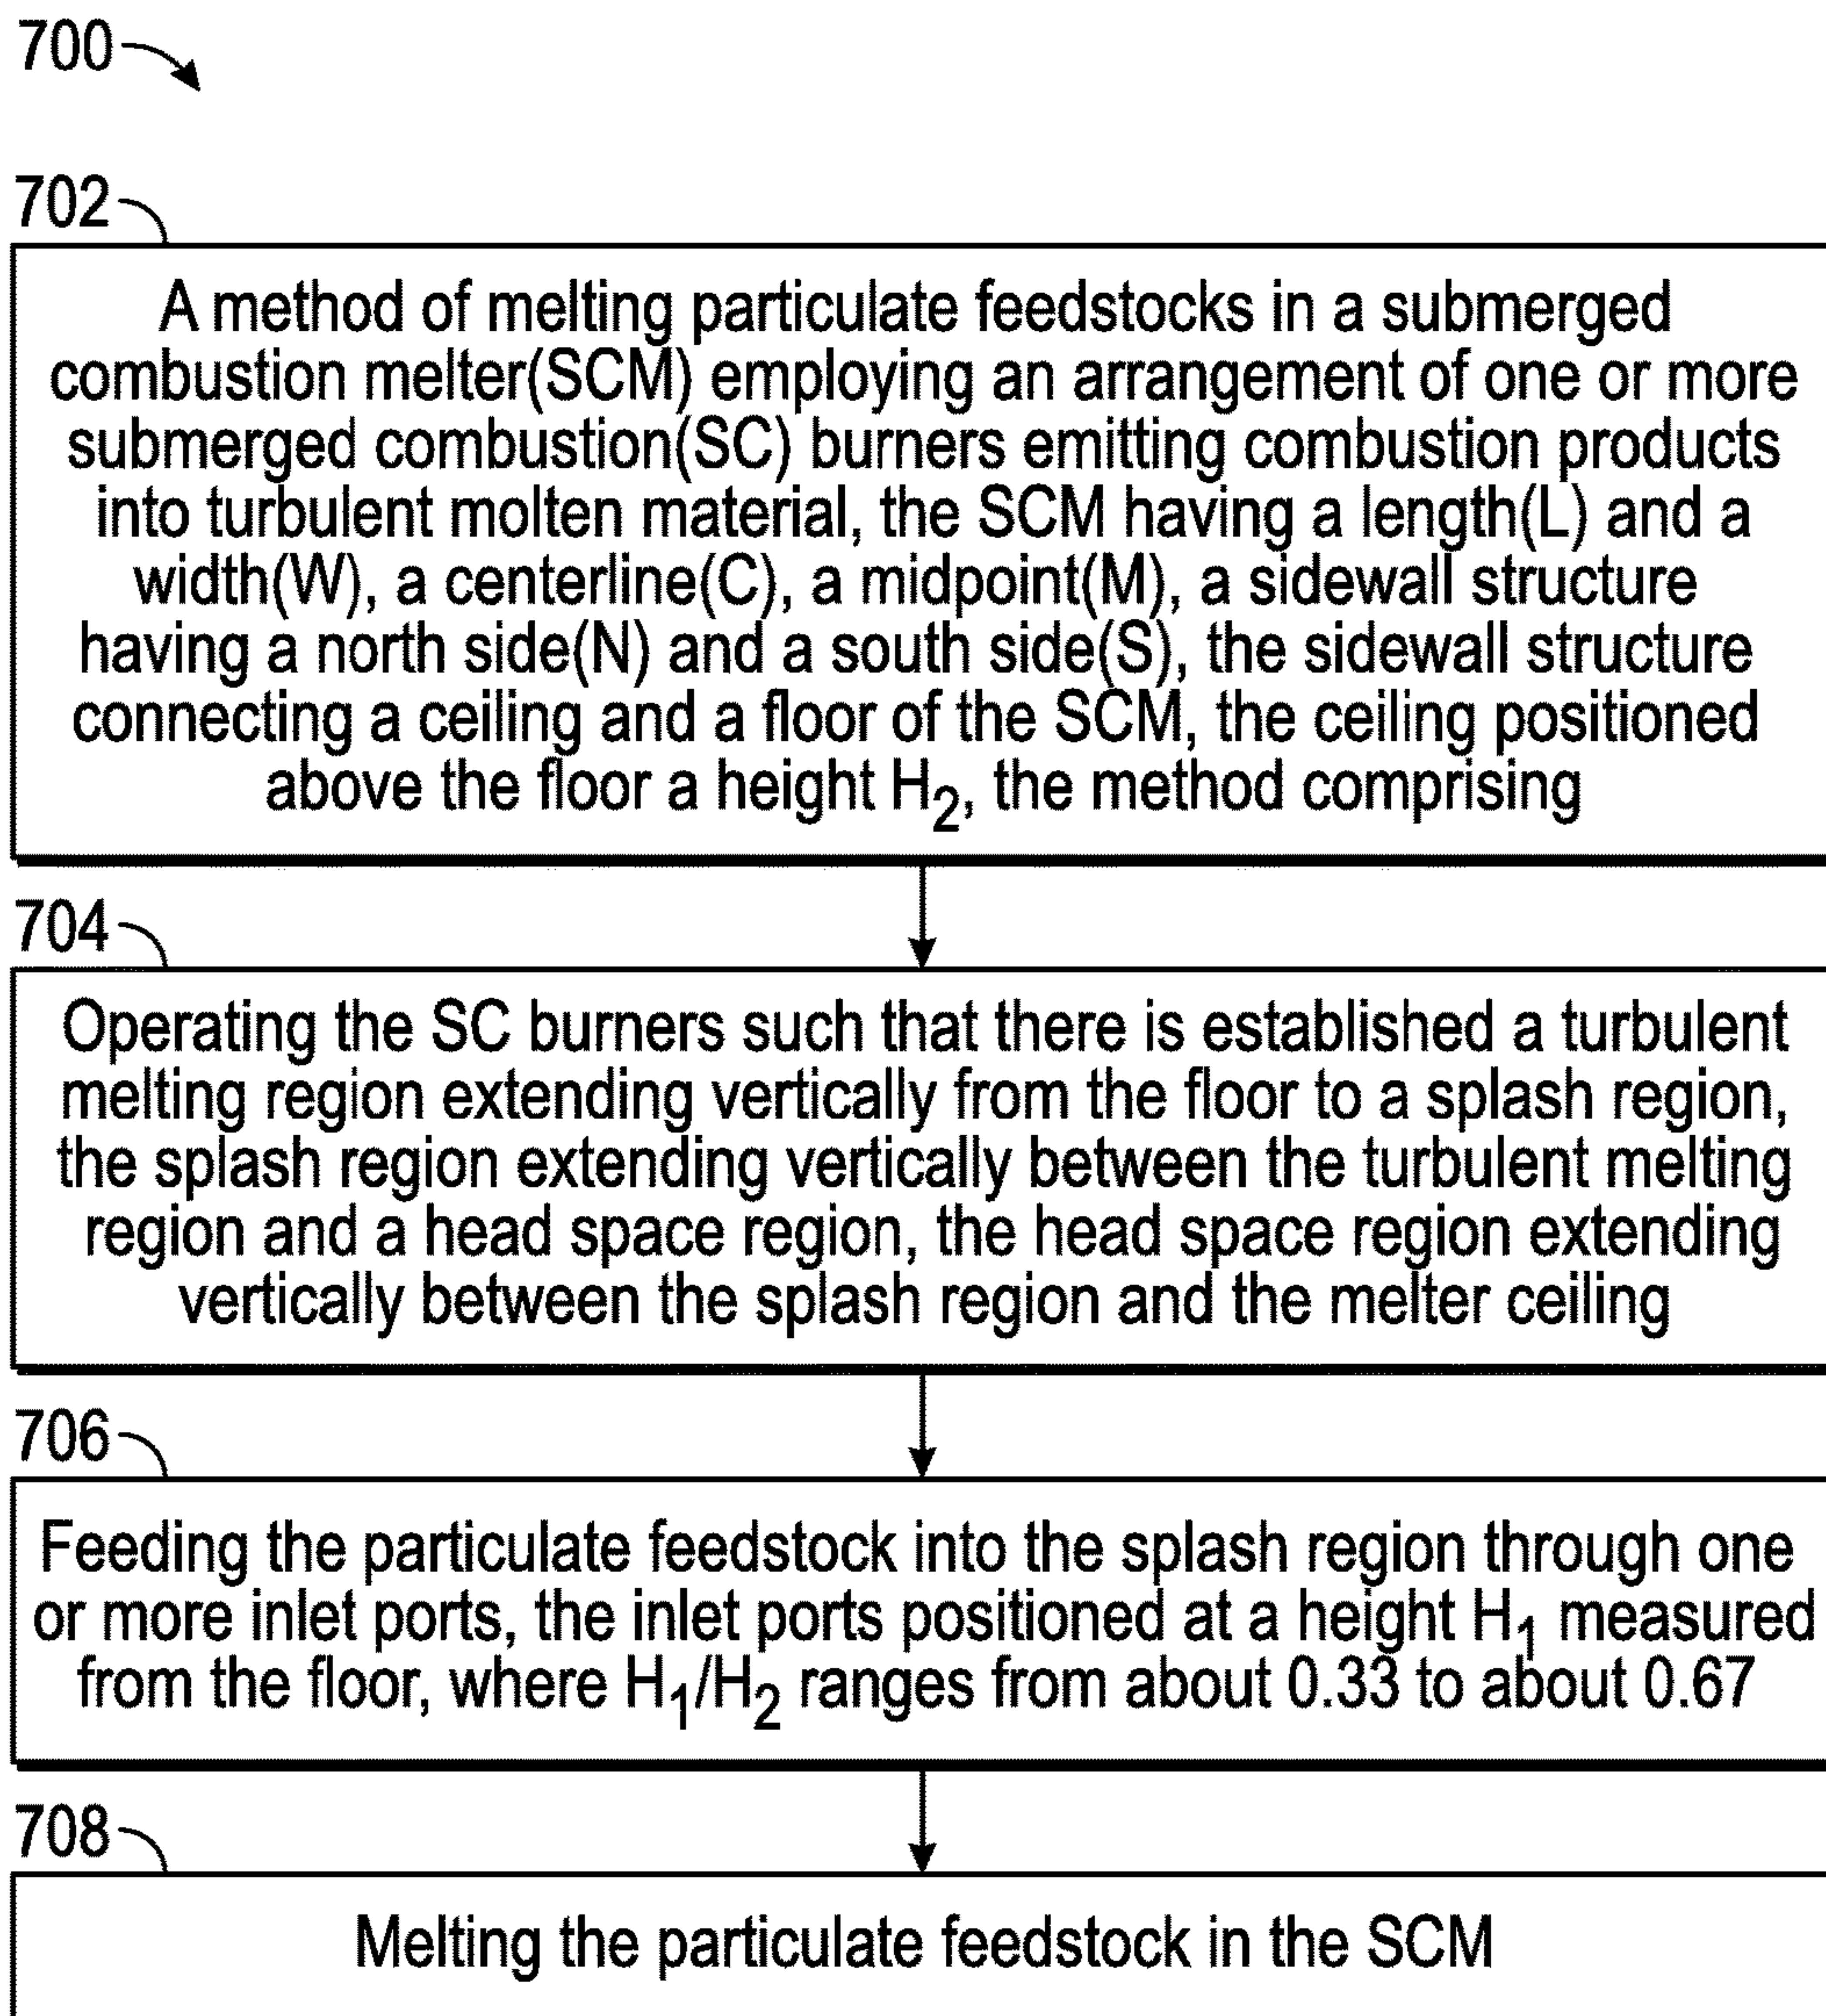 700
702
A method of melting particulate feedstocks in a submerged
combustion melter(SCM) employing an arrangement of one or more
submerged combustion(SC) burners emitting combustion products
into turbulent molten material, the SCM having a length(L) and a
width(W), a centerline(C), a midpoint(M), a sidewall structure
having a north side(N) and a south side(S), the sidewall structure
connecting a ceiling and a floor of the SCM, the ceiling positioned
above the floor a height H2, the method comprising
704
Operating the SC burners such that there is established a turbulent
melting region extending vertically from the floor to a splash region,
the splash region extending vertically between the turbulent melting
region and a head space region, the head space region extending
vertically between the splash region and the melter ceiling
706
Feeding the particulate feedstock into the splash region through one
or more inlet ports, the inlet ports positioned at a height H1 measured
from the floor, where H1/H2 ranges from about 0.33 to about 0.67
708
Melting the particulate feedstock in the SCM